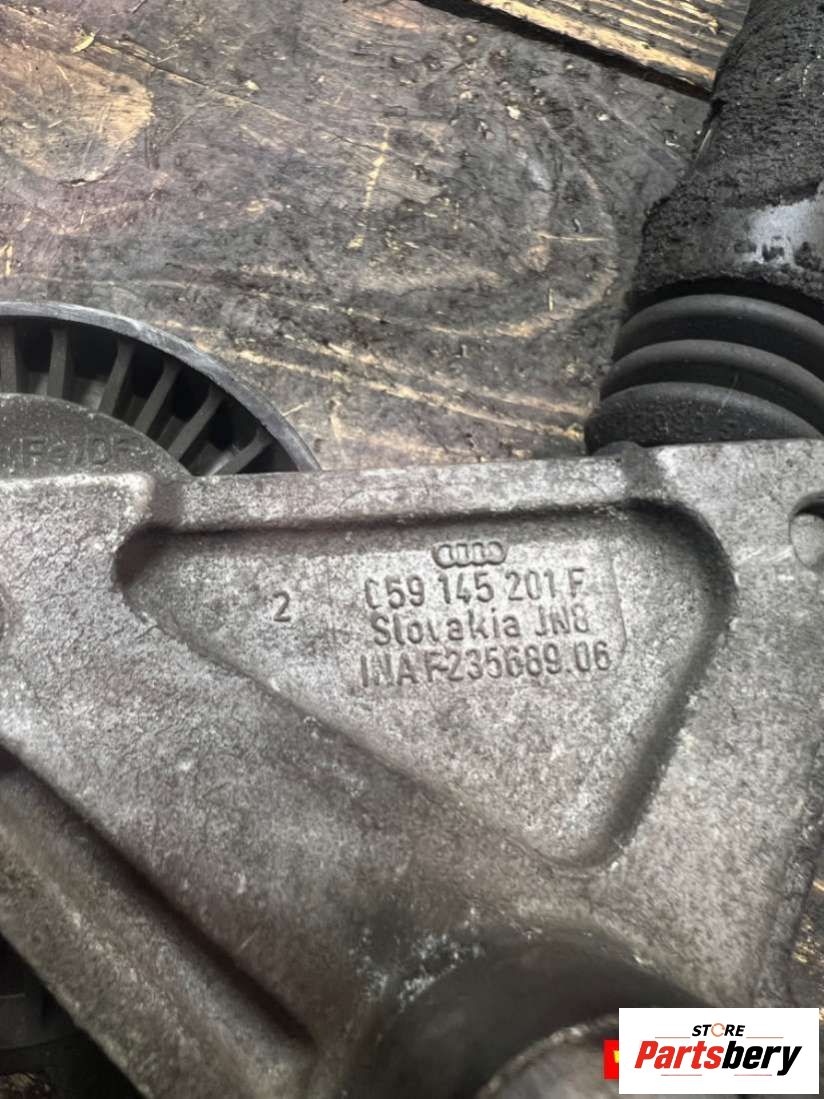 2
059 145 201 F
Slovakia JN8
INA F-235689.06
STORE
Partsbery